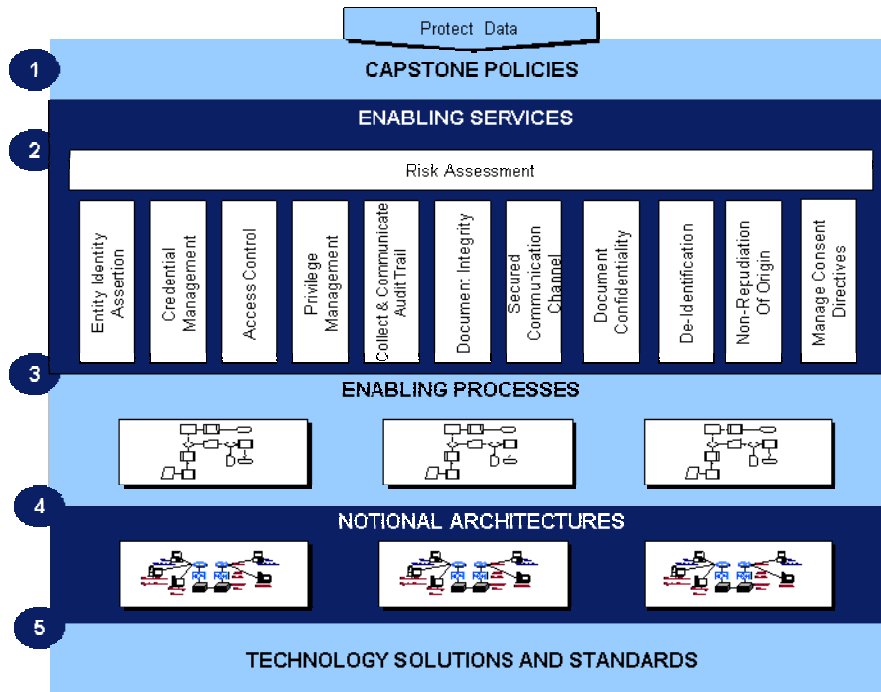 Protect Data
1
CAPSTONE POLICIES
ENABLING SERVICES
2
Risk Assessment
Entity Identity
Assertion
Credential
Management
Access Control
Privilege
Management
Collect & Communicate
Audit Trail
Document Integrity
Secured
Communication
Channel
Document
Confidentiality
De-Identification
Non-Repudiation
Of Origin
Manage Consent
Directives
3
ENABLING PROCESSES
4
NOTIONAL ARCHITECTURES
5
TECHNOLOGY SOLUTIONS AND STANDARDS